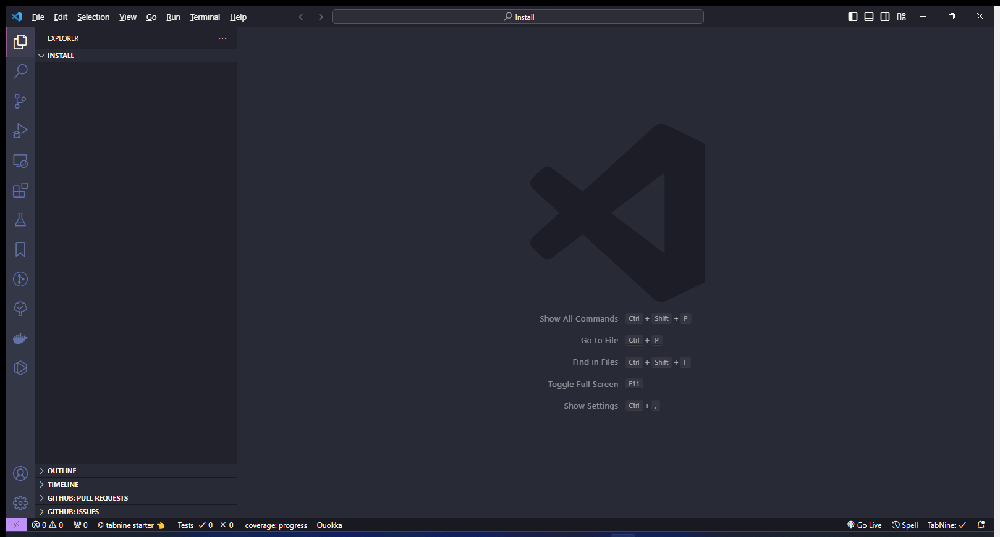 File Edit Selection View Go Run Terminal Help Install
EXPLORER
INSTALL
Show All Commands Ctrl + Shift + P
Go to File Ctrl + P
Find in Files Ctrl + Shift + F
Toggle Full Screen F11
Show Settings Ctrl + ,
OUTLINE
TIMELINE
GITHUB: PULL REQUESTS
GITHUB: ISSUES
0 0 0 tabnine starter Tests 0 0 coverage: progress Quokka Go Live Spell TabNine: